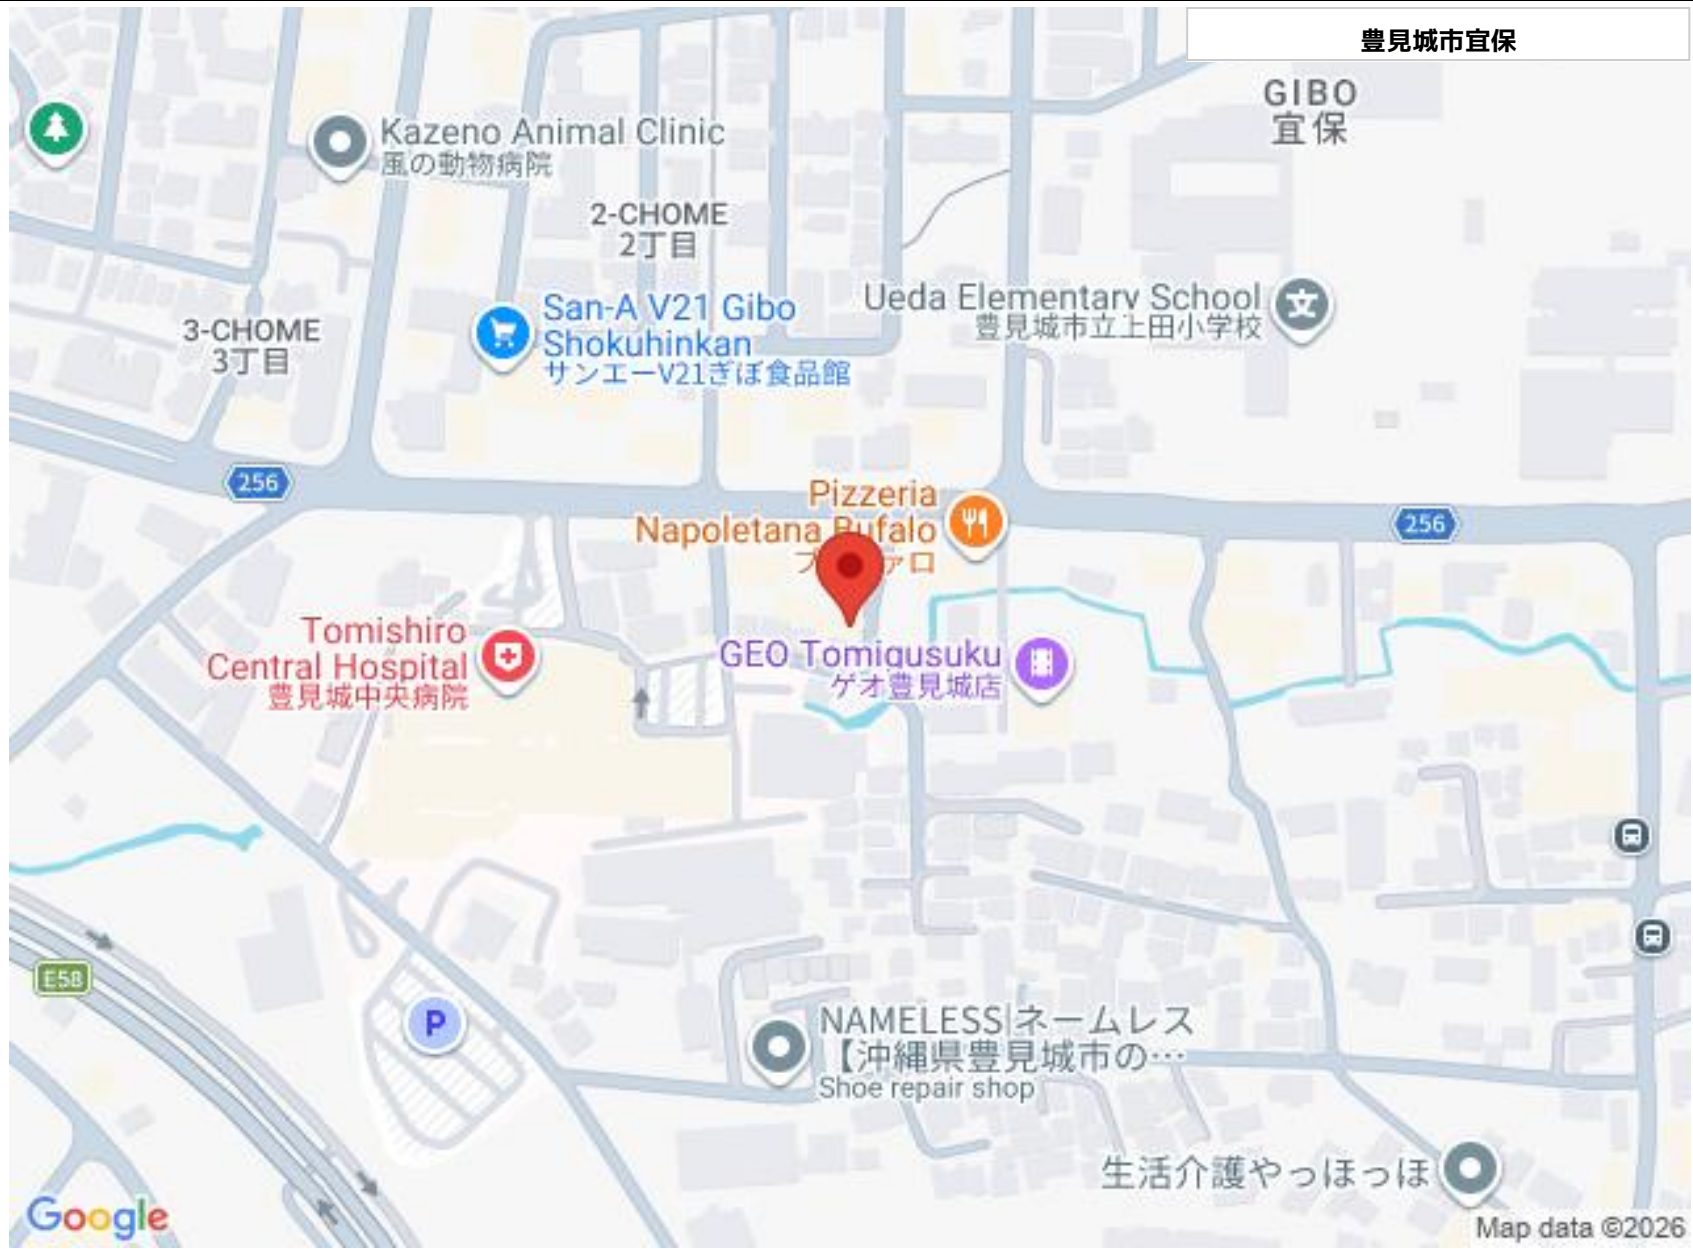 豊見城市宜保
GIBO
宜保
Kazeno Animal Clinic
風の動物病院
2-CHOME
2丁目
San-A V21 Gibo
Shokuhinkan
サンエーV21ぎぼ食品館
Ueda Elementary School
豊見城市立上田小学校
3-CHOME
3丁目
256
Pizzeria
Napoletana Bufalo
ァロ
256
Tomishiro
Central Hospital
豊見城中央病院
GEO Tomigusuku
ゲオ豊見城店
E58
P
NAMELESS|ネームレス
【沖縄県豊見城市の…
Shoe repair shop
生活介護やっほっほ
Google
Map data ©2026